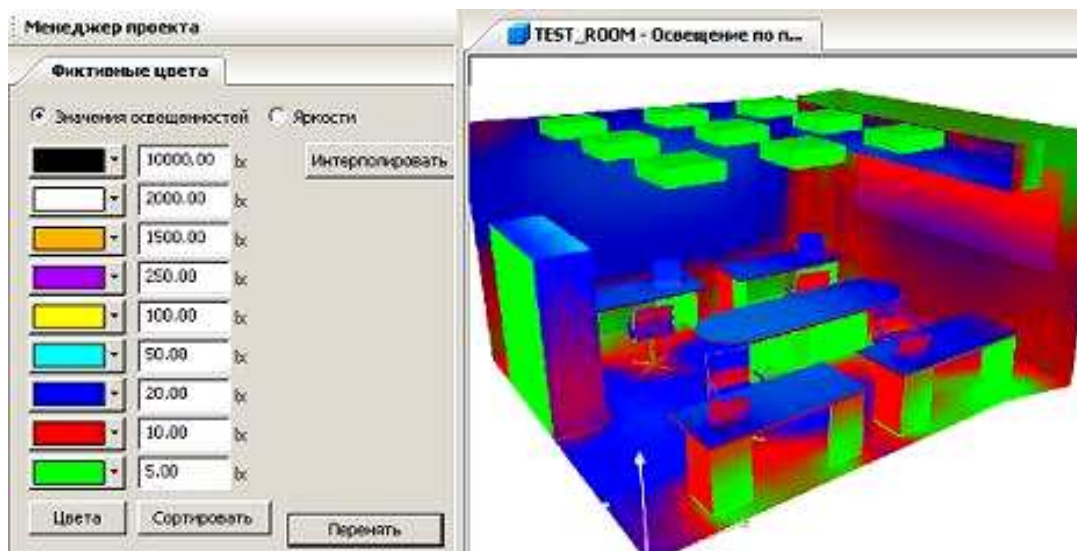 Менеджер проекта
TEST_ROOM - Освещение по п...
Фиктивные цвета
Значения освещенностей Яркости
10000.00 lx Интерполировать
2000.00 lx
1500.00 lx
250.00 lx
100.00 lx
50.00 lx
20.00 lx
10.00 lx
5.00 lx
Цвета Сортировать Перенять